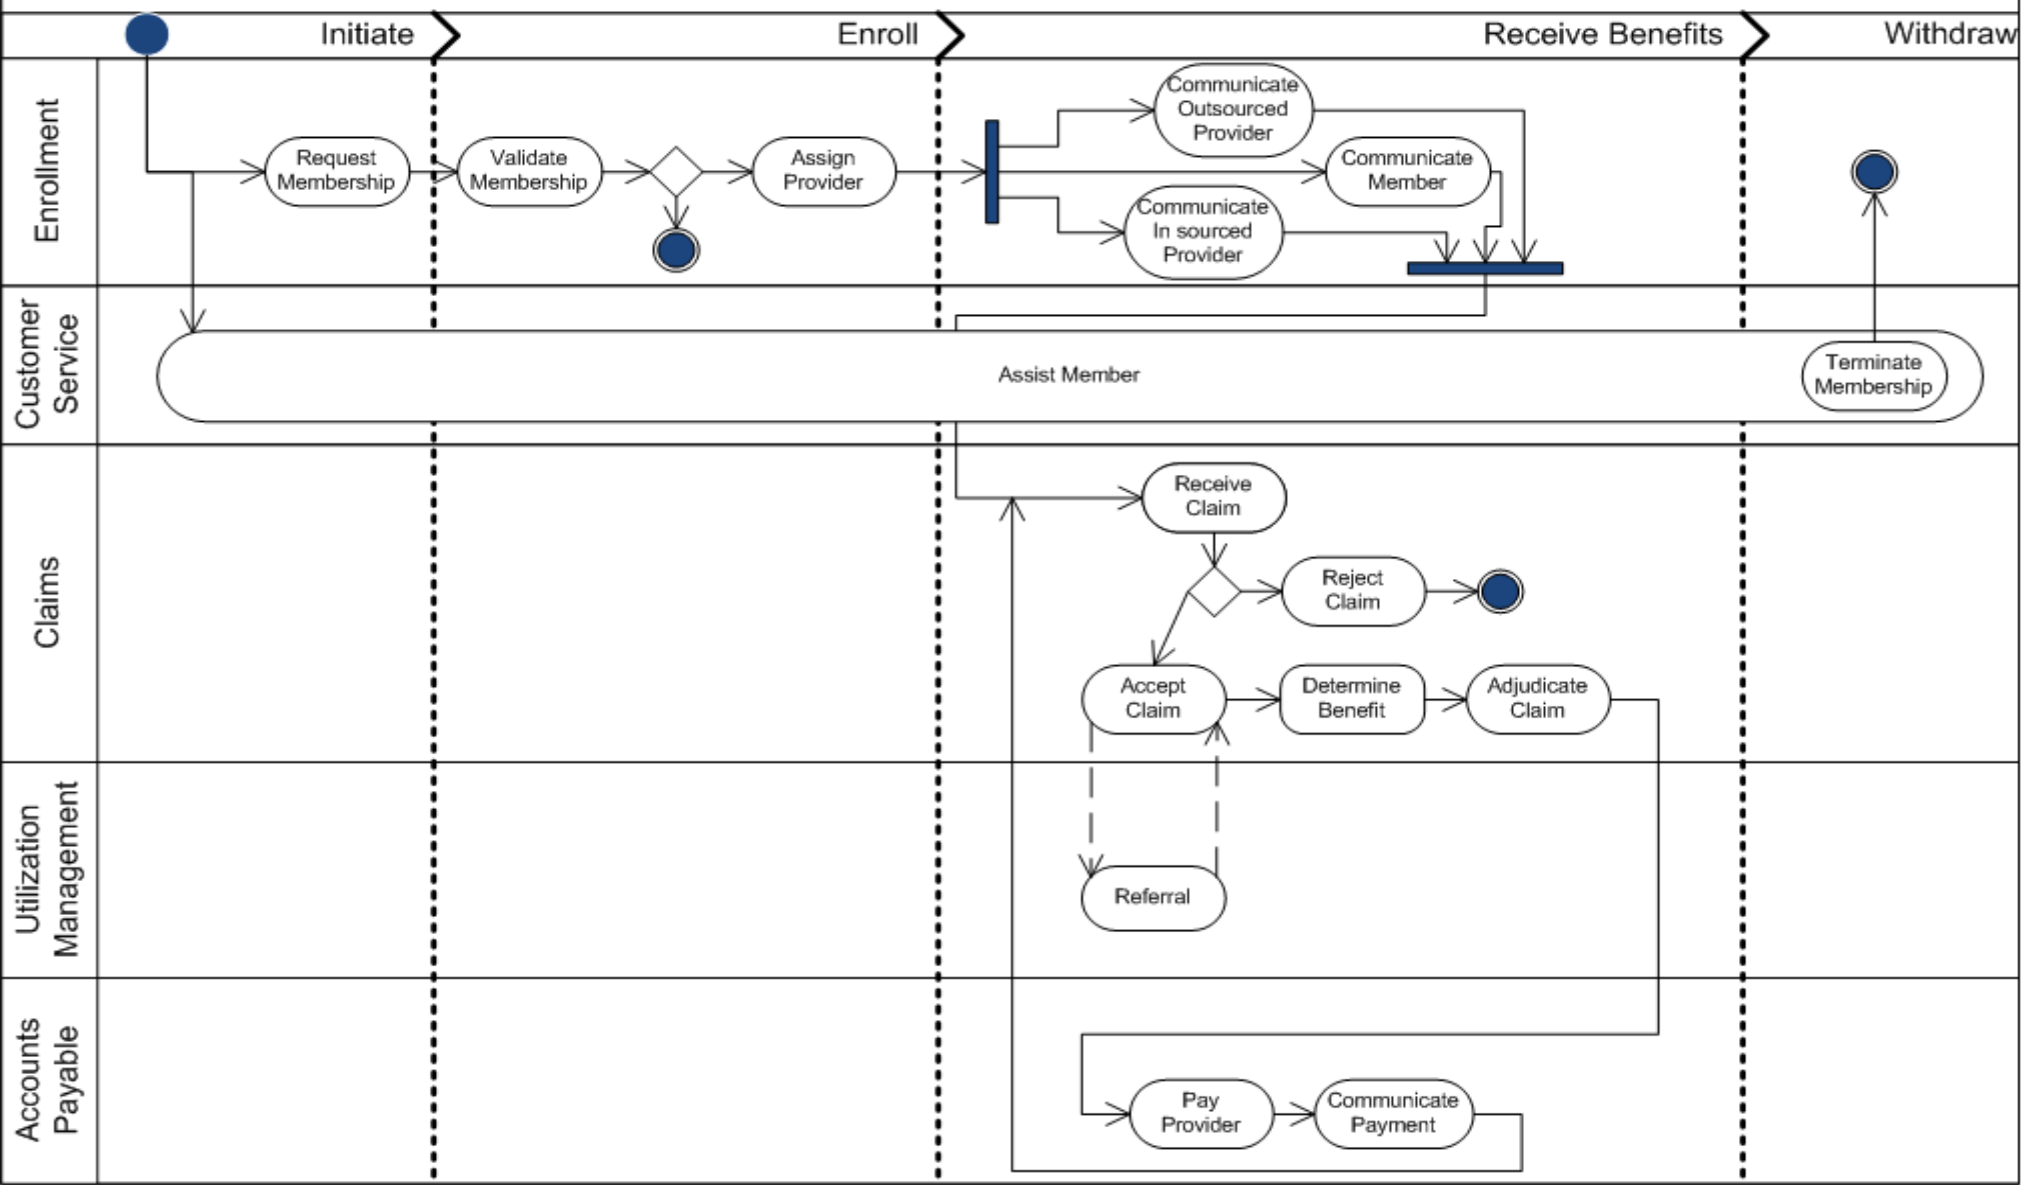 Initiate
Enroll
Receive Benefits
Withdraw
Enrollment
Request
Membership
Validate
Membership
Assign
Provider
Communicate
Outsourced
Provider
Communicate
Member
Communicate
In sourced
Provider
Customer
Service
Assist Member
Terminate
Membership
Claims
Receive
Claim
Reject
Claim
Accept
Claim
Determine
Benefit
Adjudicate
Claim
Utilization
Management
Referral
Accounts
Payable
Pay
Provider
Communicate
Payment